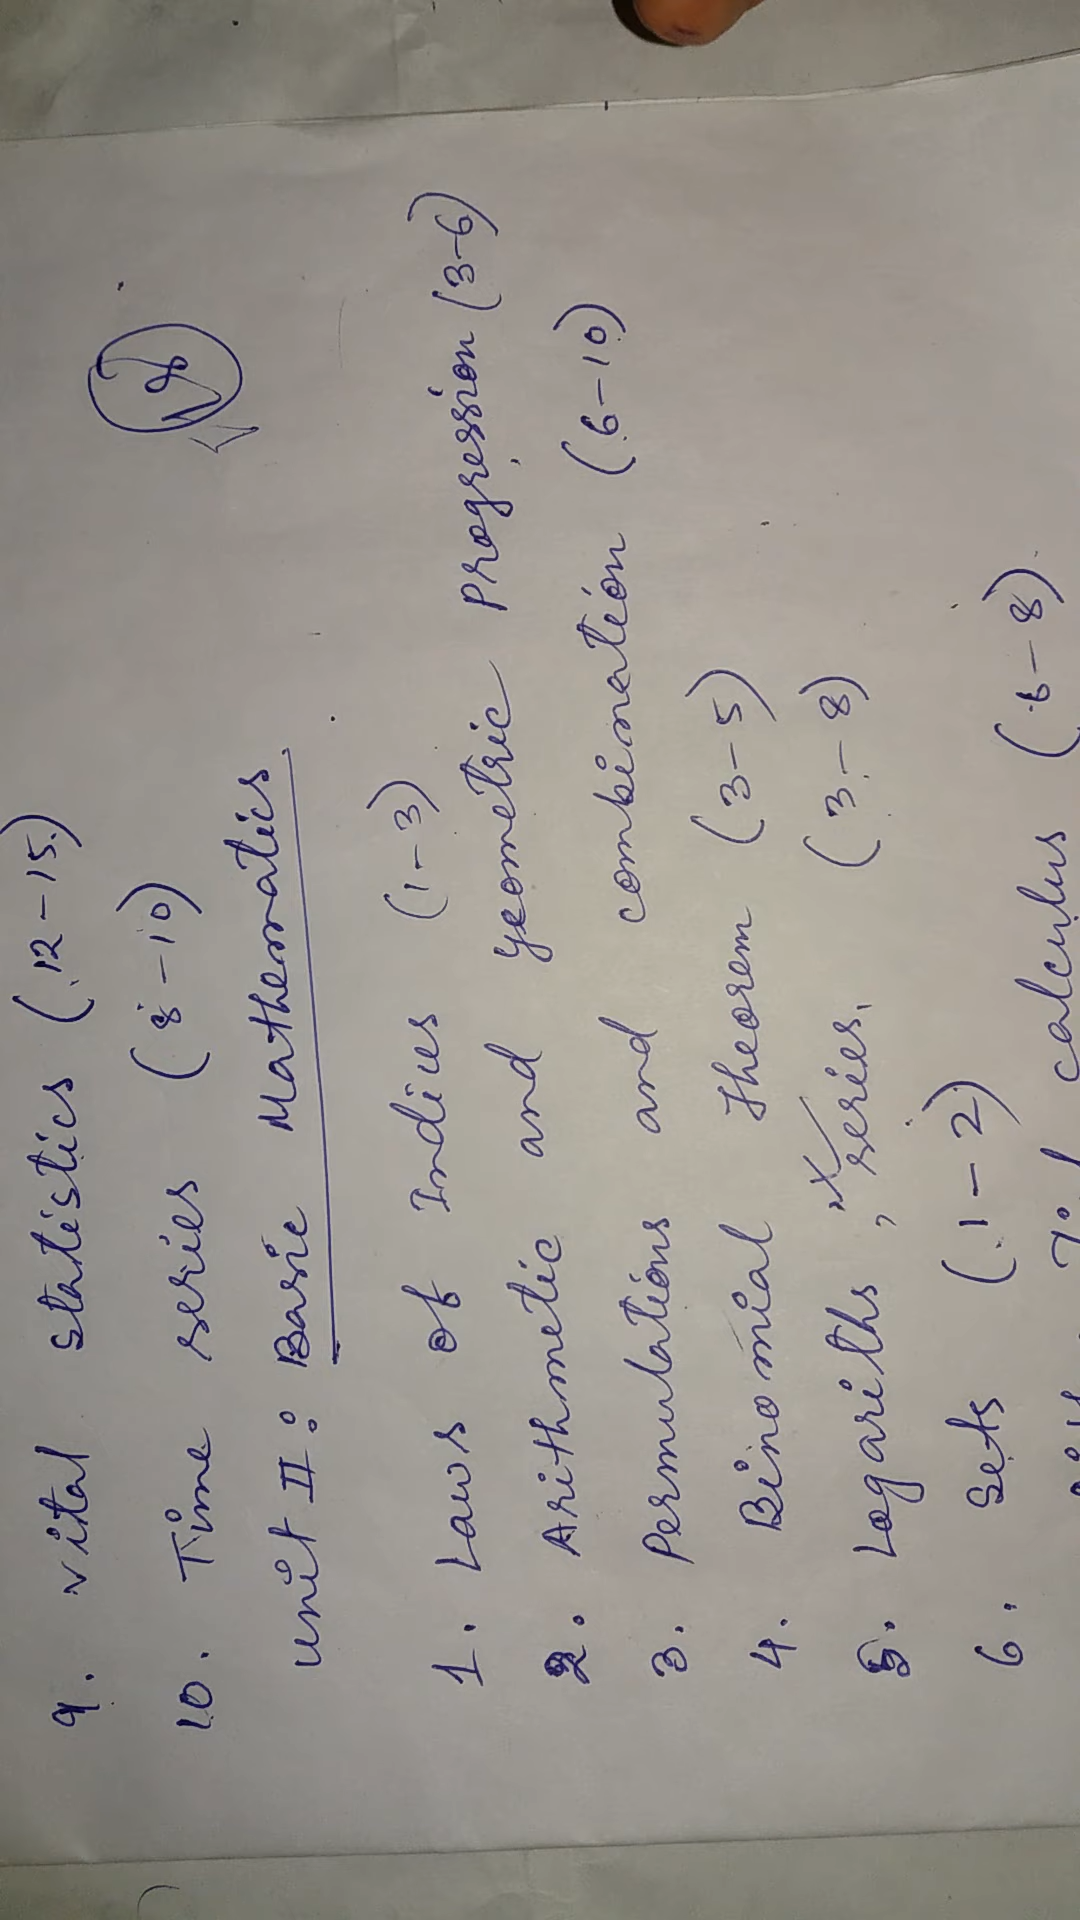 9. vital statistics (12-15)
10. Time series (8-10)
Unit II: Basic Mathematics
1. Laws of Indices (1-3)
2. Arithmetic and geometric Progression (3-6)
3. Permutations and combination (6-10)
4. Binomial Theorem (3-5)
5. Logariths, series, (3-8)
6. Sets (1-2)
calculus (6-8)